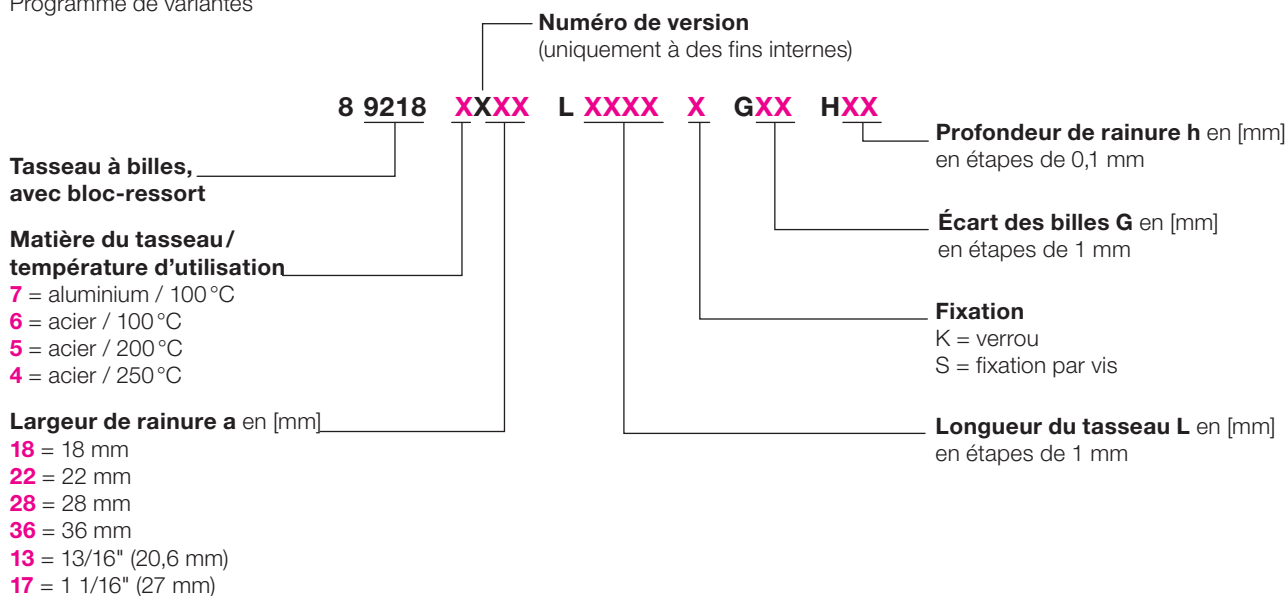 Programme de variantes
Numéro de version
(uniquement à des fins internes)
8 9218 XXXX L XXXX X GXX HXX
Tasseau à billes,
avec bloc-ressort
Matière du tasseau/
température d'utilisation
7 = aluminium / 100 °C
6 = acier / 100 °C
5 = acier / 200 °C
4 = acier / 250 °C
Largeur de rainure a en [mm]
18 = 18 mm
22 = 22 mm
28 = 28 mm
36 = 36 mm
13 = 13/16" (20,6 mm)
17 = 1 1/16" (27 mm)
Profondeur de rainure h en [mm]
en étapes de 0,1 mm
Écart des billes G en [mm]
en étapes de 1 mm
Fixation
K = verrou
S = fixation par vis
Longueur du tasseau L en [mm]
en étapes de 1 mm